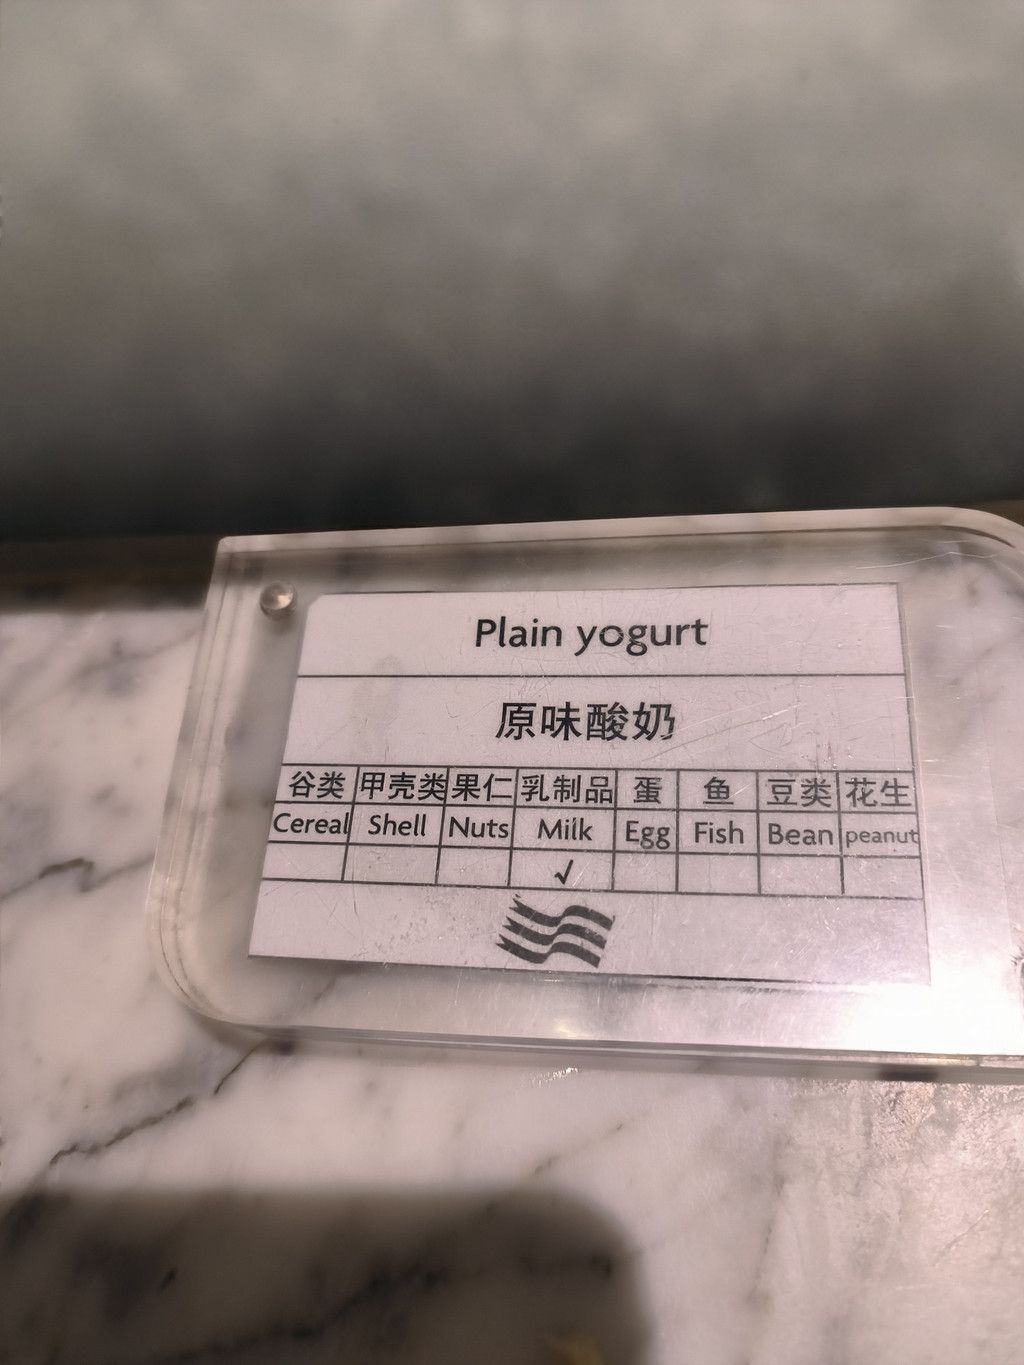 Plain yogurt
原味酸奶
谷类 甲壳类 果仁 乳制品 蛋 鱼 豆类 花生
Cereal Shell Nuts Milk Egg Fish Bean peanut
√